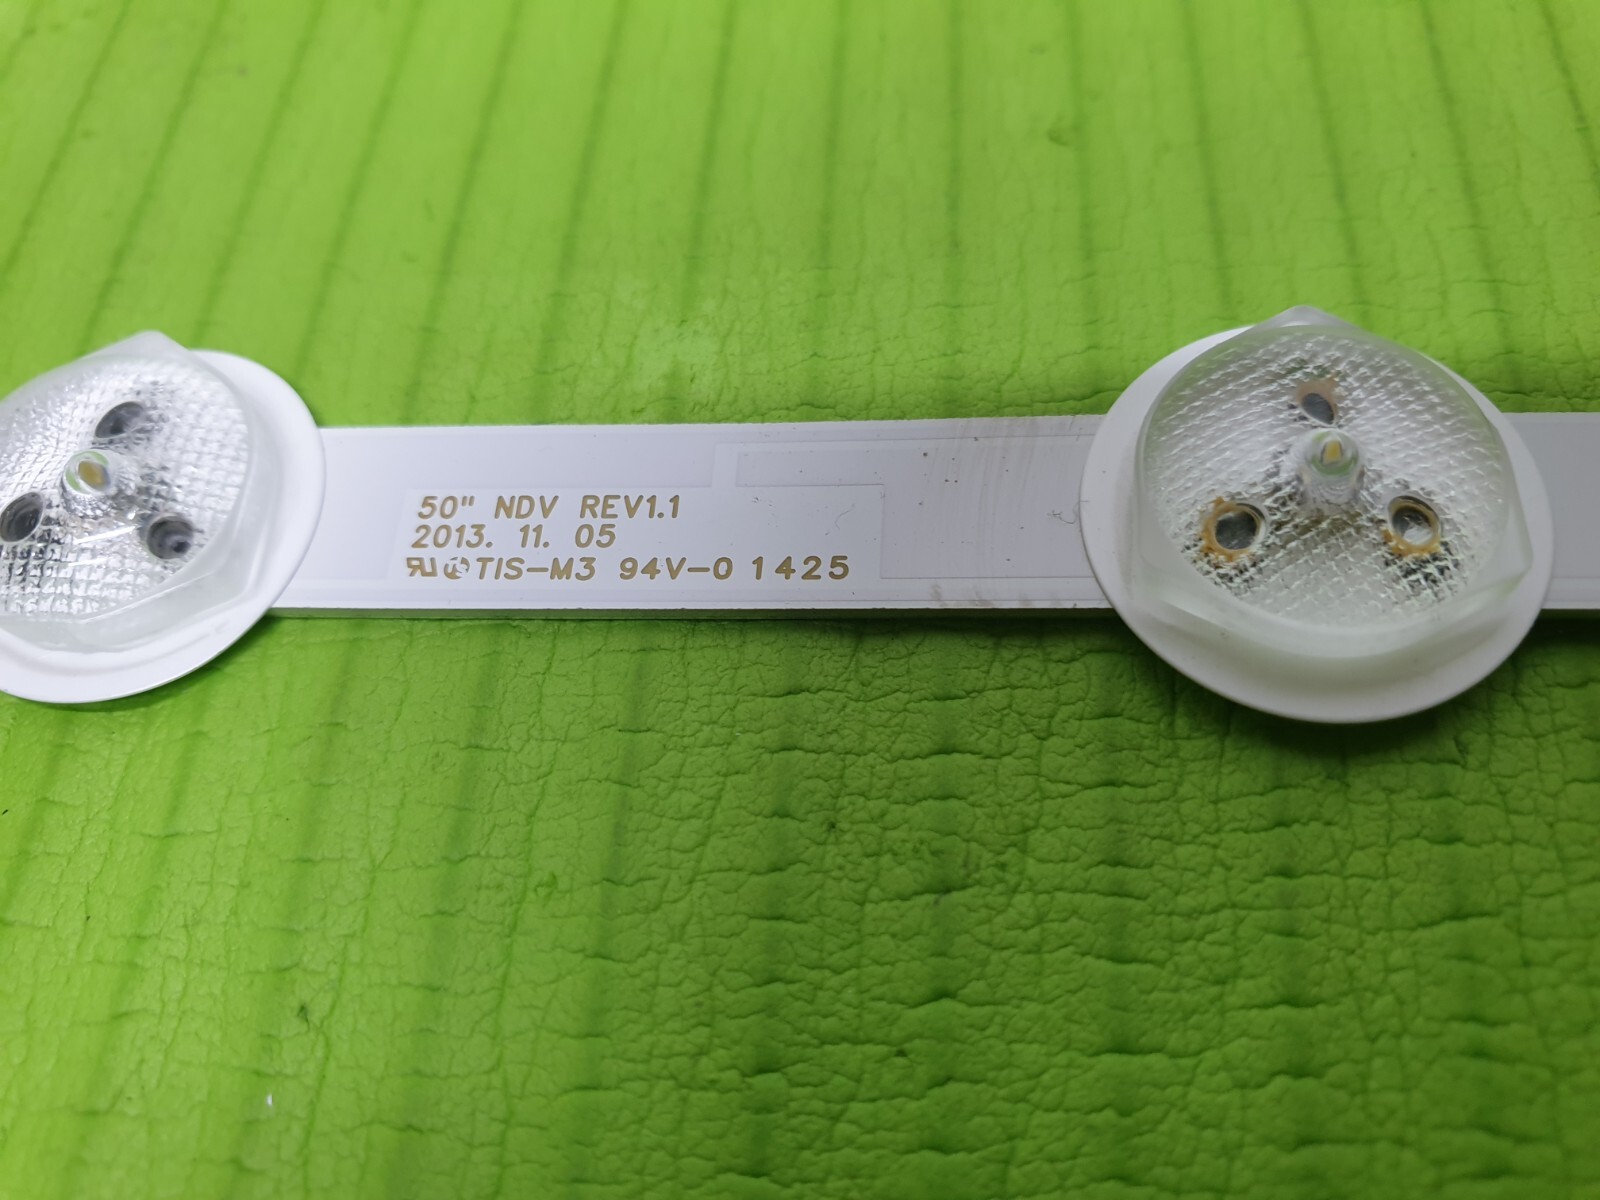 50" NDV REV1.1
2013. 11. 05
TIS-M3 94V-0 1425